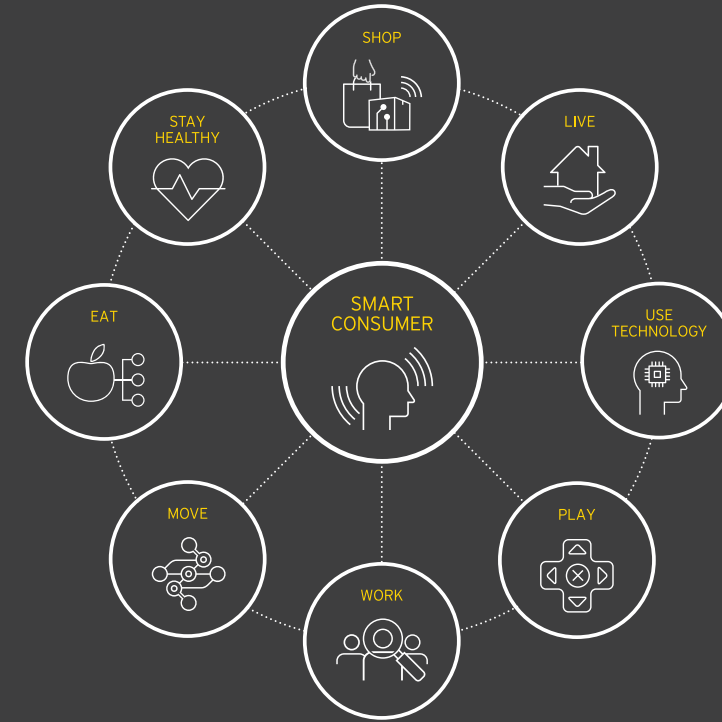 SHOP
STAY
HEALTHY
LIVE
SMART
CONSUMER
EAT
USE
TECHNOLOGY
MOVE
PLAY
WORK